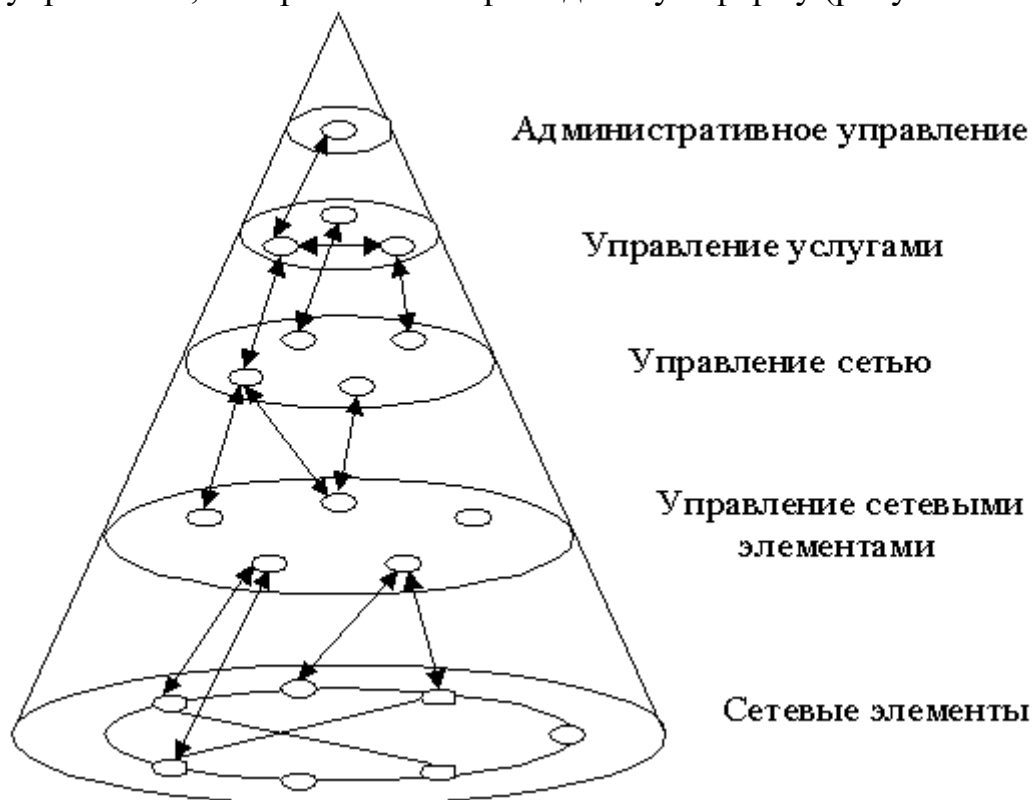 Административное управление
Управление услугами
Управление сетью
Управление сетевыми
элементами
Сетевые элементы